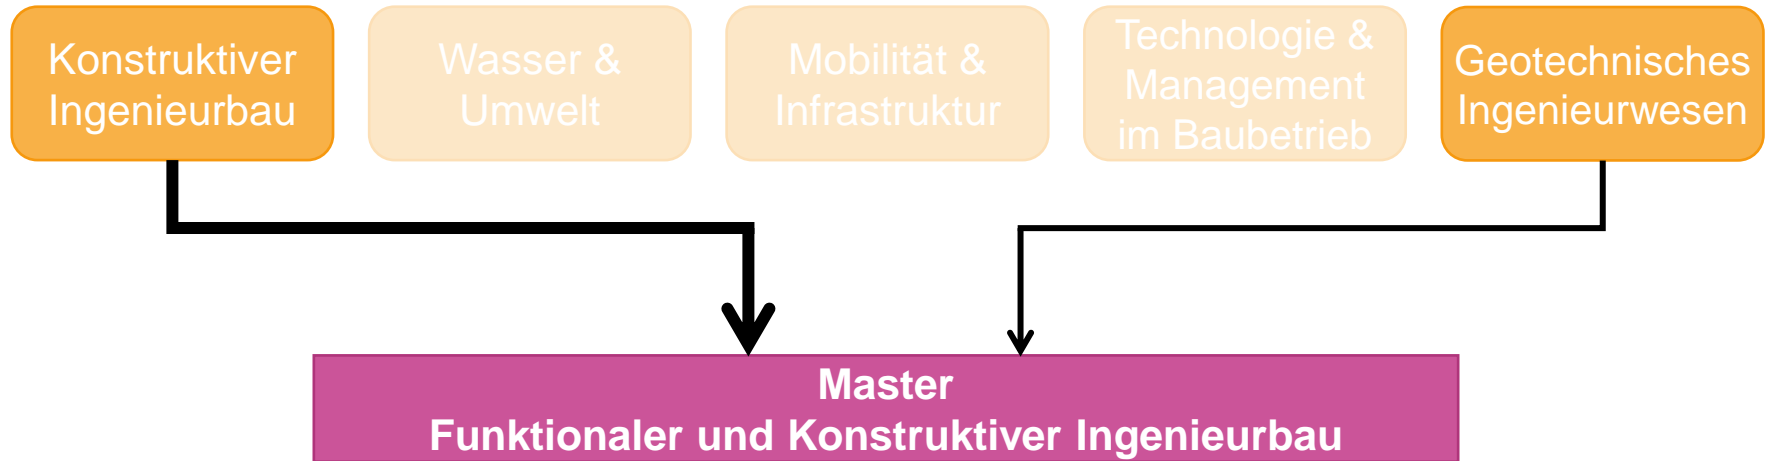 Konstruktiver
Ingenieurbau
Wasser &
Umwelt
Mobilität &
Infrastruktur
Technologie &
Management
im Baubetrieb
Geotechnisches
Ingenieurwesen
Master
Funktionaler und Konstruktiver Ingenieurbau